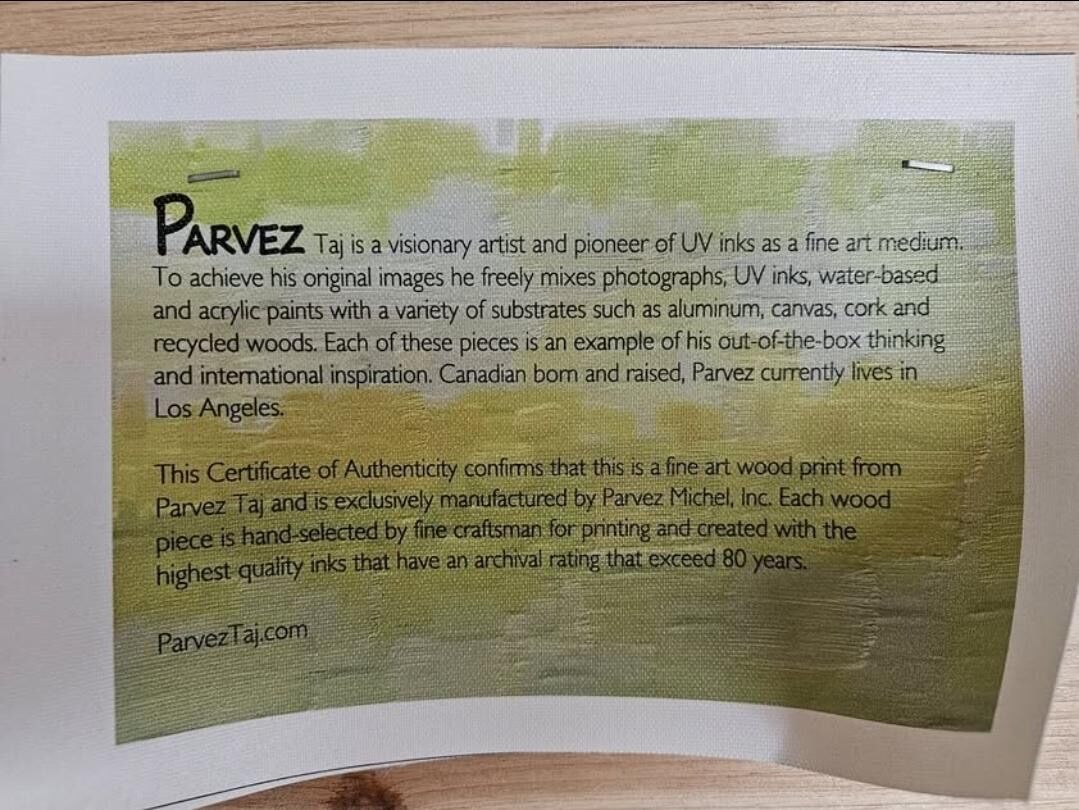 PARVEZ Taj is a visionary artist and pioneer of UV inks as a fine art medium.
To achieve his original images he freely mixes photographs, UV inks, water-based
and acrylic paints with a variety of substrates such as aluminum, canvas, cork and
recycled woods. Each of these pieces is an example of his out-of-the-box thinking
and international inspiration. Canadian born and raised, Parvez currently lives in
Los Angeles.
This Certificate of Authenticity confirms that this is a fine art wood print from
Parvez Taj and is exclusively manufactured by Parvez Michel, Inc. Each wood
piece is hand-selected by fine craftsman for printing and created with the
highest quality inks that have an archival rating that exceed 80 years.
ParvezTaj.com